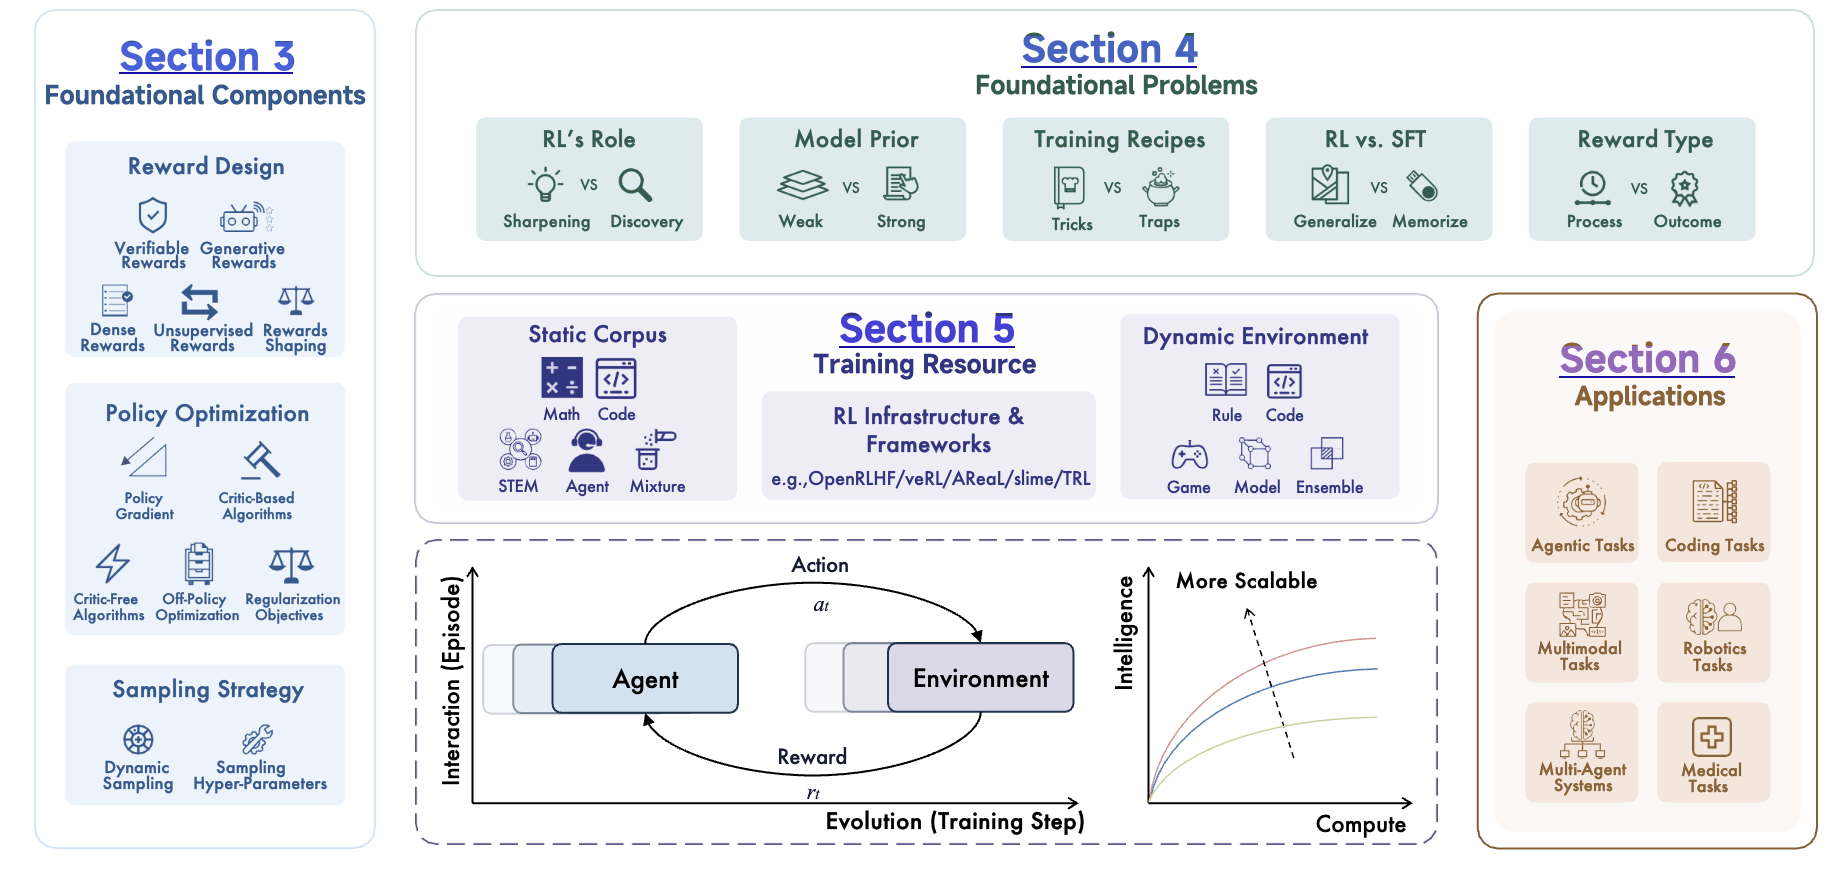 Section 3
Foundational Components
Reward Design
Verifiable
Rewards
Generative
Rewards
Dense
Rewards
Unsupervised
Rewards
Rewards
Shaping
Policy Optimization
Policy
Gradient
Critic-Based
Algorithms
Critic-Free
Algorithms
Off-Policy
Optimization
Regularization
Objectives
Sampling Strategy
Dynamic
Sampling
Sampling
Hyper-Parameters
Section 4
Foundational Problems
RL's Role
Sharpening
vs
Discovery
Model Prior
Weak
vs
Strong
Training Recipes
Tricks
vs
Traps
RL vs. SFT
Generalize
vs
Memorize
Reward Type
Process
vs
Outcome
Section 5
Training Resource
Static Corpus
Math
Code
STEM
Agent
Mixture
RL Infrastructure &
Frameworks
e.g.,OpenRLHF/veRL/AReaL/slime/TRL
Dynamic Environment
Rule
Code
Game
Model
Ensemble
Interaction (Episode)
Action
at
Agent
Environment
Reward
rt
Evolution (Training Step)
Intelligence
More Scalable
Compute
Section 6
Applications
Agentic Tasks
Coding Tasks
Multimodal
Tasks
Robotics
Tasks
Multi-Agent
Systems
Medical
Tasks